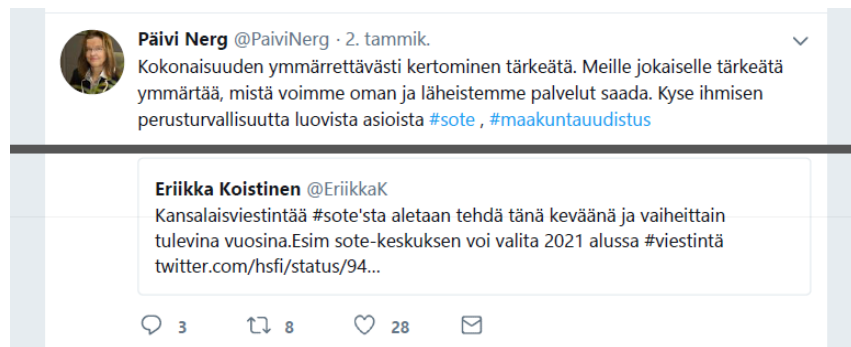 Päivi Nerg @PaiviNerg · 2. tammik.
Kokonaisuuden ymmärrettävästi kertominen tärkeätä. Meille jokaiselle tärkeätä
ymmärtää, mistä voimme oman ja läheistemme palvelut saada. Kyse ihmisen
perusturvallisuutta luovista asioista #sote , #maakuntauudistus
Eriikka Koistinen @EriikkaK
Kansalaisviestintää #sote'sta aletaan tehdä tänä keväänä ja vaiheittain
tulevina vuosina.Esim sote-keskuksen voi valita 2021 alussa #viestintä
twitter.com/hsfi/status/94...
3 8 28